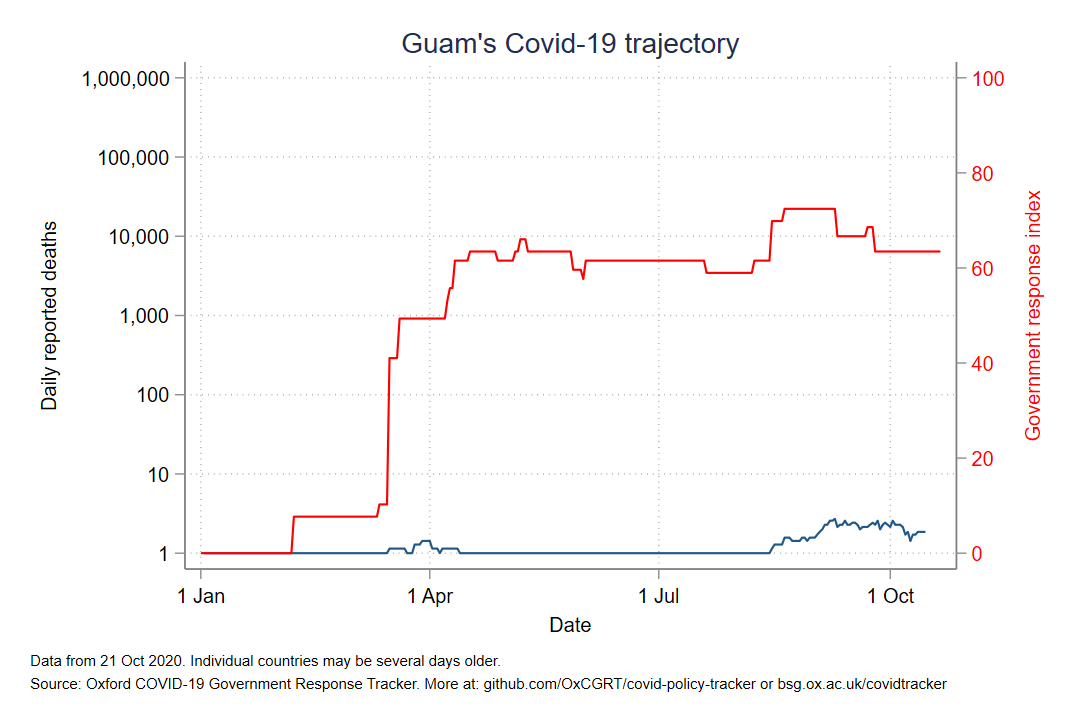 Guam's Covid-19 trajectory
1,000,000
100,000
10,000
1,000
100
10
1
Daily reported deaths
100
80
60
40
20
0
Government response index
1 Jan
1 Apr
1 Jul
1 Oct
Date
Data from 21 Oct 2020. Individual countries may be several days older.
Source: Oxford COVID-19 Government Response Tracker. More at: github.com/OxCGRT/covid-policy-tracker or bsg.ox.ac.uk/covidtracker